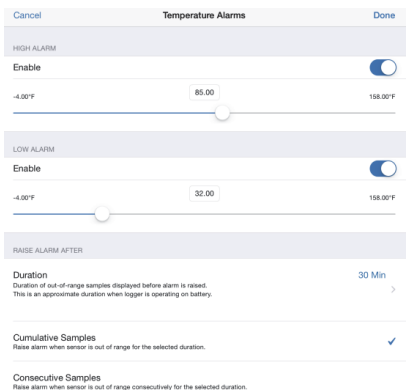 Cancel Temperature Alarms Done
HIGH ALARM
Enable
85.00
-4.00°F 158.00°F
LOW ALARM
Enable
32.00
-4.00°F 158.00°F
RAISE ALARM AFTER
Duration 30 Min
Duration of out-of-range samples displayed before alarm is raised.
This is an approximate duration when logger is operating on battery.
Cumulative Samples
Raise alarm when sensor is out of range for the selected duration.
Consecutive Samples
Raise alarm when sensor is out of range consecutively for the selected duration.